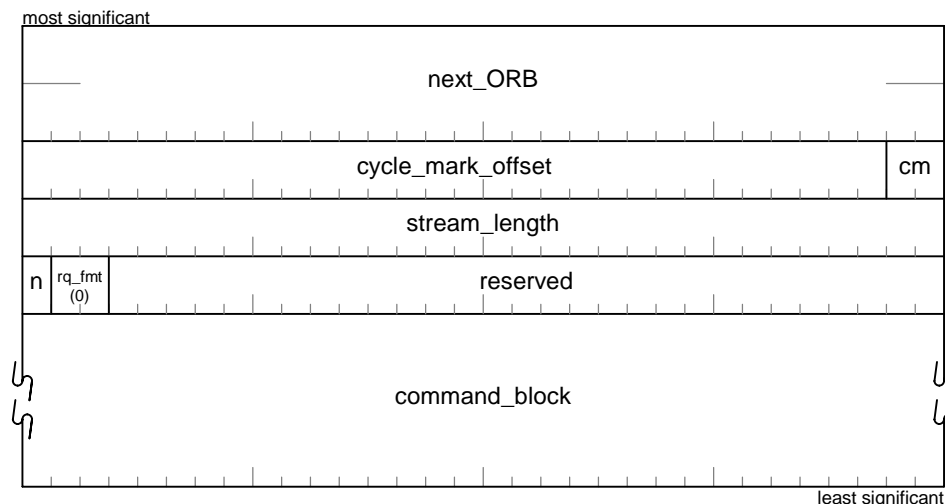 most significant
next_ORB
cycle_mark_offset cm
stream_length
n rq_fmt reserved
(0)
command_block
least significant